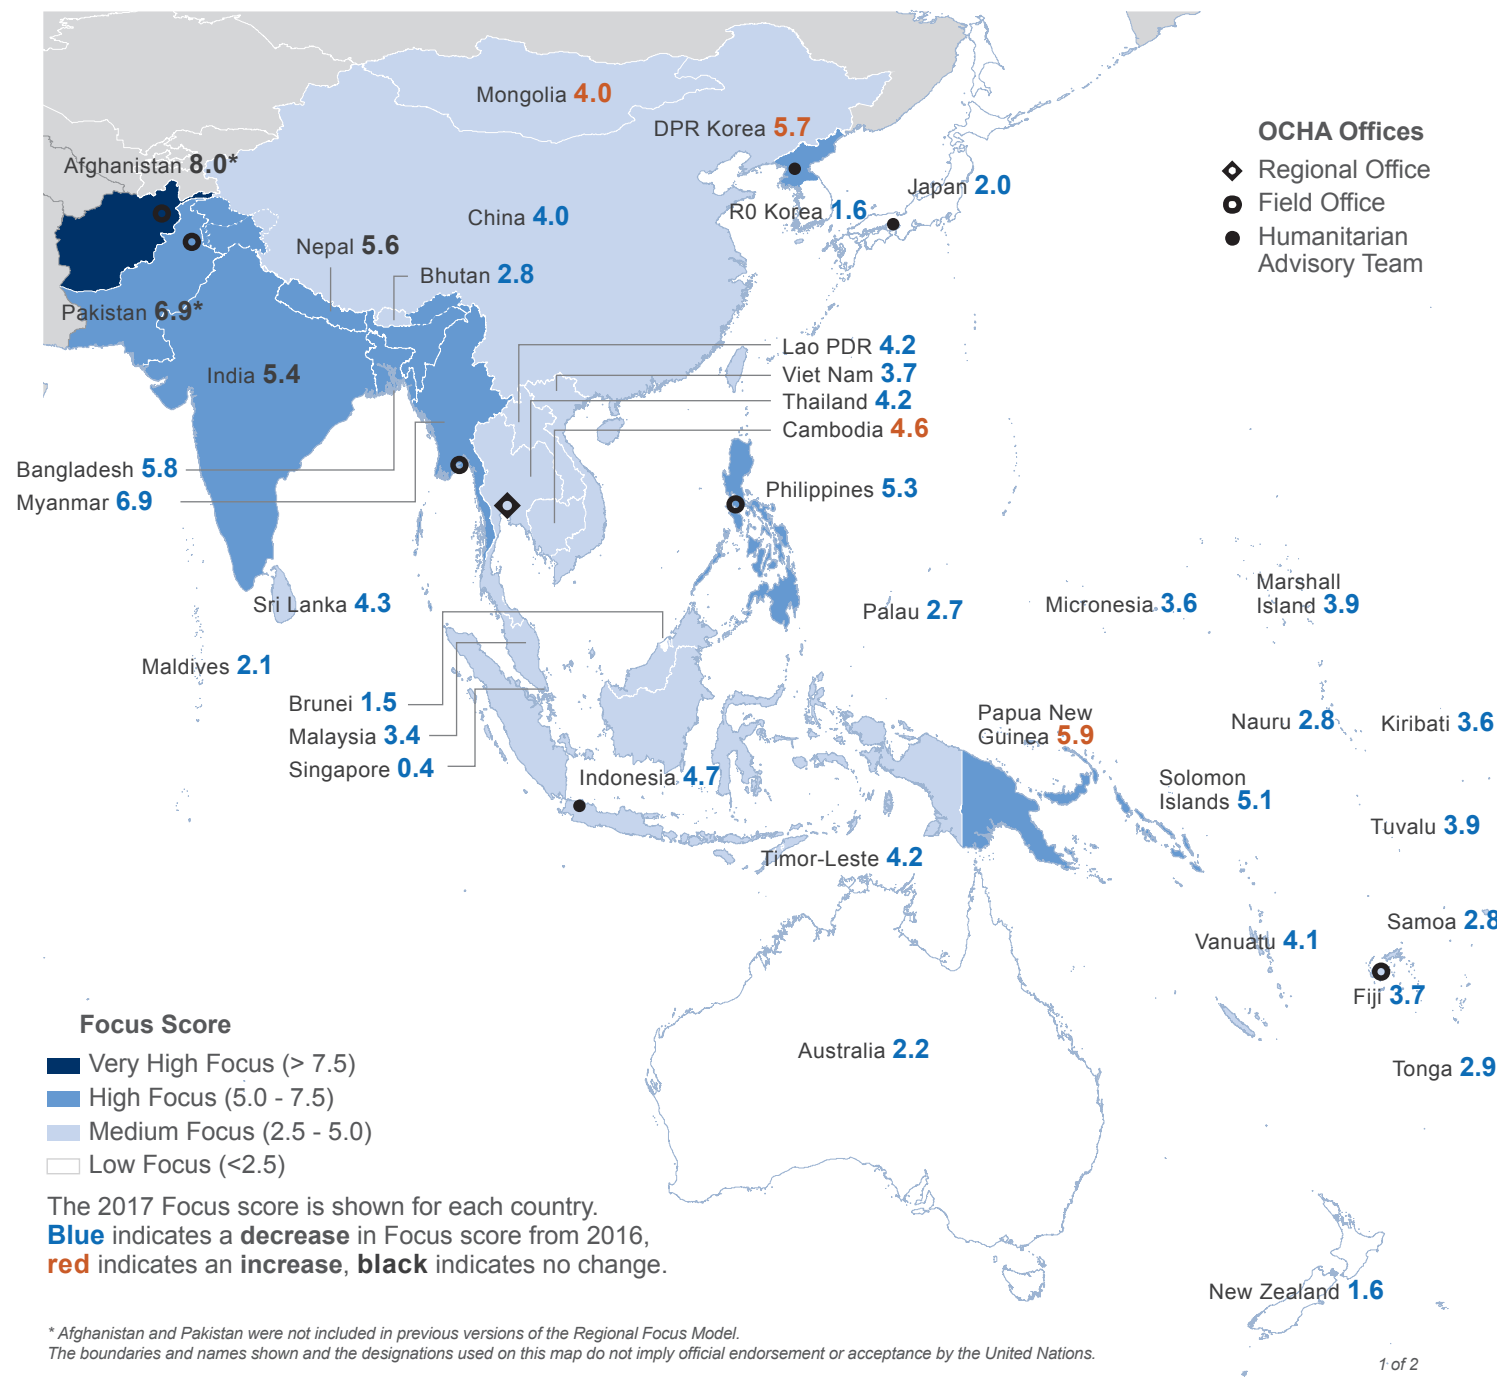 Mongolia 4.0
DPR Korea 5.7
OCHA Offices
Regional Office
Field Office
Humanitarian
Advisory Team
Afghanistan 8.0*
Japan 2.0
R0 Korea 1.6
China 4.0
Nepal 5.6
Bhutan 2.8
Pakistan 6.9*
Lao PDR 4.2
Viet Nam 3.7
Thailand 4.2
Cambodia 4.6
India 5.4
Bangladesh 5.8
Myanmar 6.9
Philippines 5.3
Sri Lanka 4.3
Palau 2.7
Micronesia 3.6
Marshall
Island 3.9
Maldives 2.1
Brunei 1.5
Malaysia 3.4
Singapore 0.4
Indonesia 4.7
Papua New
Guinea 5.9
Nauru 2.8
Kiribati 3.6
Solomon
Islands 5.1
Tuvalu 3.9
Timor-Leste 4.2
Samoa 2.8
Vanuatu 4.1
Fiji 3.7
Australia 2.2
Tonga 2.9
New Zealand 1.6
Focus Score
Very High Focus (> 7.5)
High Focus (5.0 - 7.5)
Medium Focus (2.5 - 5.0)
Low Focus (<2.5)
The 2017 Focus score is shown for each country.
Blue indicates a decrease in Focus score from 2016,
red indicates an increase, black indicates no change.
* Afghanistan and Pakistan were not included in previous versions of the Regional Focus Model.
The boundaries and names shown and the designations used on this map do not imply official endorsement or acceptance by the United Nations.
1 of 2